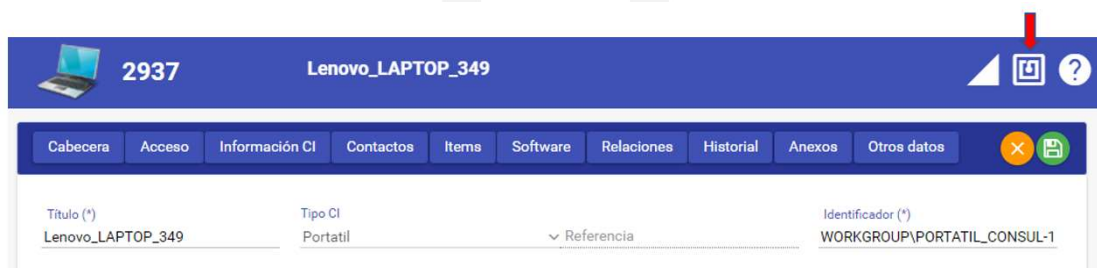 2937 Lenovo_LAPTOP_349 ?
Cabecera Acceso Información CI Contactos Items Software Relaciones Historial Anexos Otros datos
Título (*) Tipo CI Identificador (*)
Lenovo_LAPTOP_349 Portatil Referencia WORKGROUP\PORTATIL_CONSUL-1